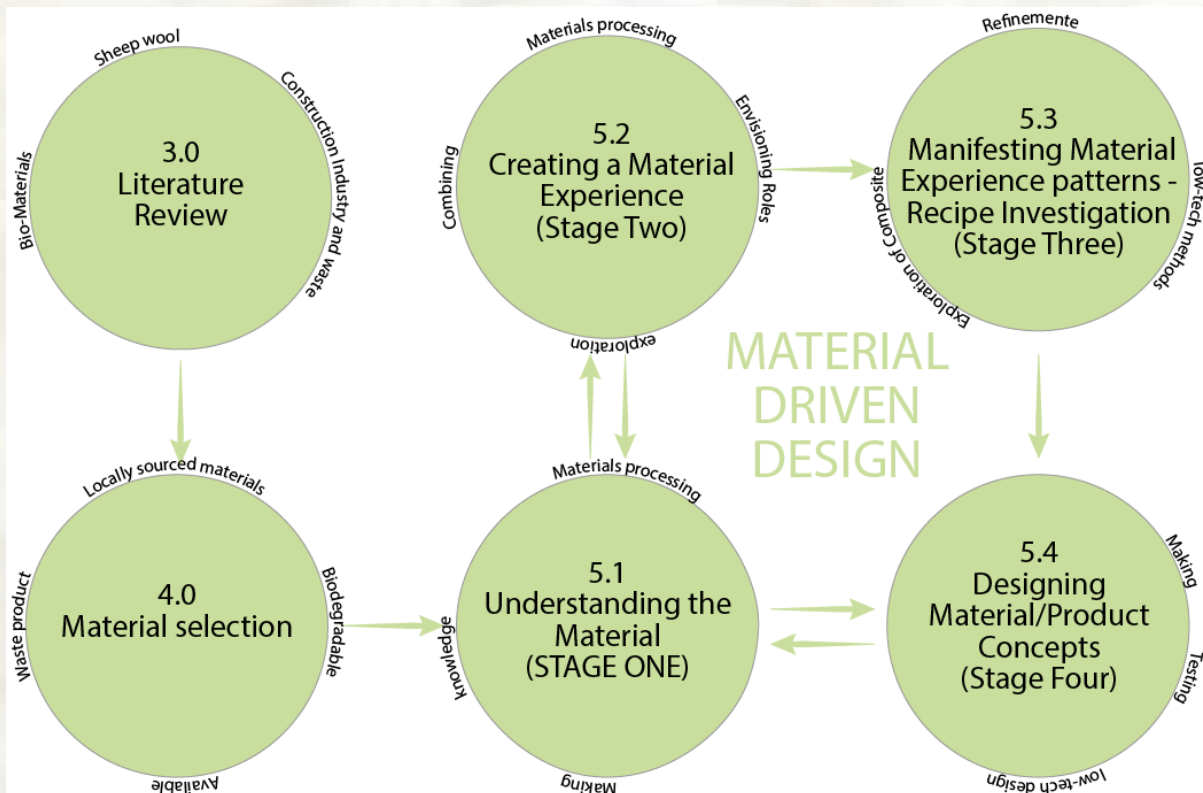 Sheep wool
Construction Industry and waste
Bio-Materials
3.0
Literature
Review
Materials processing
Envisioning Roles
Combining
exploration
5.2
Creating a Material
Experience
(Stage Two)
Refinemente
low-tech methods
Exploration of Composite
5.3
Manifesting Material
Experience patterns -
Recipe Investigation
(Stage Three)
MATERIAL
DRIVEN
DESIGN
Locally sourced materials
Biodegradable
Waste product
Available
4.0
Material selection
Materials processing
Knowledge
Making
5.1
Understanding the
Material
(STAGE ONE)
Making
Testing
low-tech design
5.4
Designing
Material/Product
Concepts
(Stage Four)